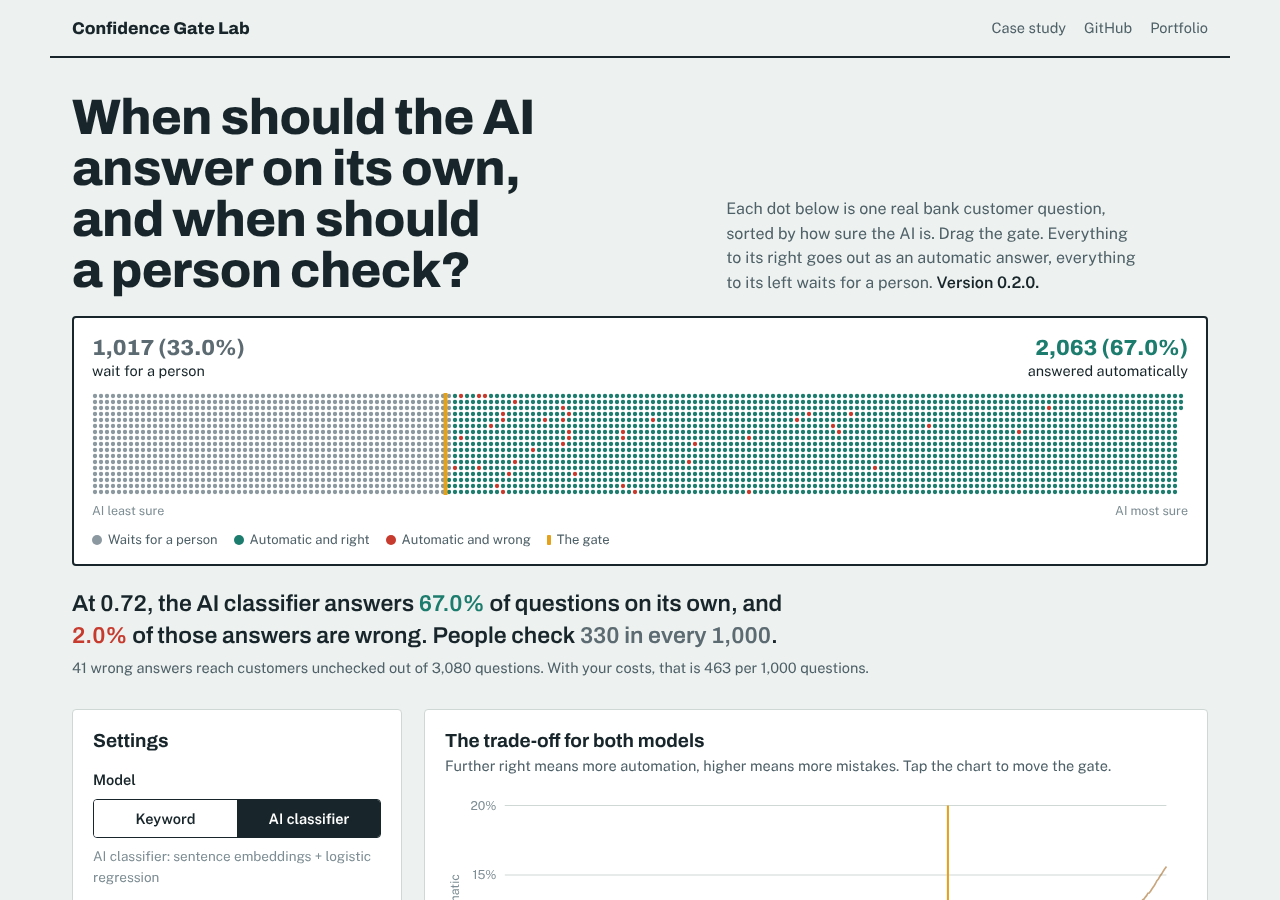 Confidence Gate Lab
Case study GitHub Portfolio
When should the AI
answer on its own,
and when should
a person check?
Each dot below is one real bank customer question,
sorted by how sure the AI is. Drag the gate. Everything
to its right goes out as an automatic answer, everything
to its left waits for a person. Version 0.2.0.
1,017 (33.0%)
wait for a person
2,063 (67.0%)
answered automatically
AI least sure
AI most sure
Waits for a person Automatic and right Automatic and wrong The gate
At 0.72, the AI classifier answers 67.0% of questions on its own, and
2.0% of those answers are wrong. People check 330 in every 1,000.
41 wrong answers reach customers unchecked out of 3,080 questions. With your costs, that is 463 per 1,000 questions.
Settings
Model
Keyword AI classifier
AI classifier: sentence embeddings + logistic
regression
The trade-off for both models
Further right means more automation, higher means more mistakes. Tap the chart to move the gate.
20%
15%